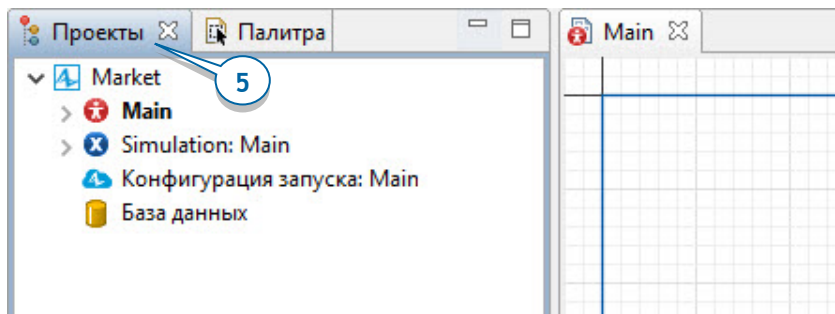 Проекты Палитра Main
5
Market
Main
Simulation: Main
Конфигурация запуска: Main
База данных